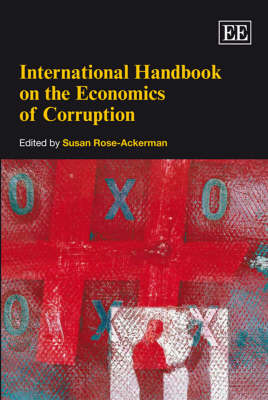 EE
International Handbook
on the Economics
of Corruption
Edited by Susan Rose-Ackerman
O X O
O X X